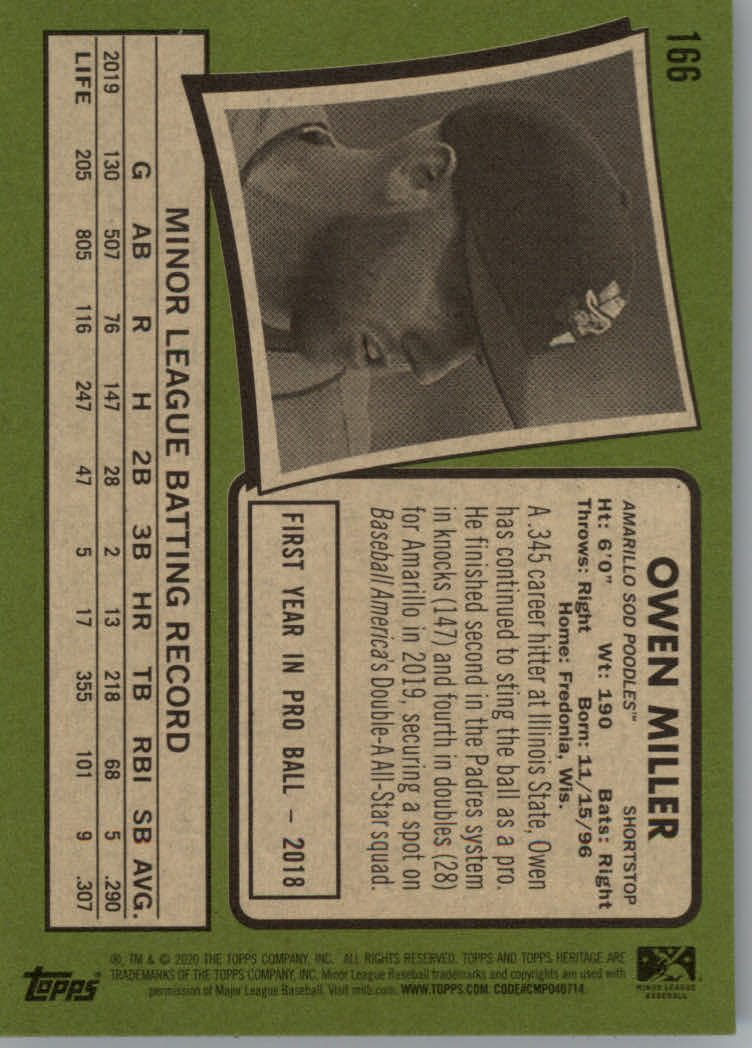 166
OWEN MILLER
AMARILLO SOD POODLES™ SHORTSTOP
Ht: 6'0" Wt: 190 Bats: Right
Throws: Right Born: 11/15/96
Home: Fredonia, Wis.
A .345 career hitter at Illinois State, Owen
has continued to sting the ball as a pro.
He finished second in the Padres system
in knocks (147) and fourth in doubles (28)
for Amarillo in 2019, securing a spot on
Baseball America's Double-A All-Star squad.
FIRST YEAR IN PRO BALL – 2018
MINOR LEAGUE BATTING RECORD
G AB R H 2B 3B HR TB RBI SB AVG.
2019 130 507 76 147 28 2 13 218 68 5 .290
LIFE 205 805 116 247 47 5 17 355 101 9 .307
MINOR LEAGUE
BASEBALL
®, TM & © 2020 THE TOPPS COMPANY, INC. ALL RIGHTS RESERVED. TOPPS AND TOPPS HERITAGE ARE
TRADEMARKS OF THE TOPPS COMPANY, INC. Minor League Baseball trademarks and copyrights are used with
permission of Major League Baseball. Visit milb.com. WWW.TOPPS.COM. CODE#CMP046714.
Topps®